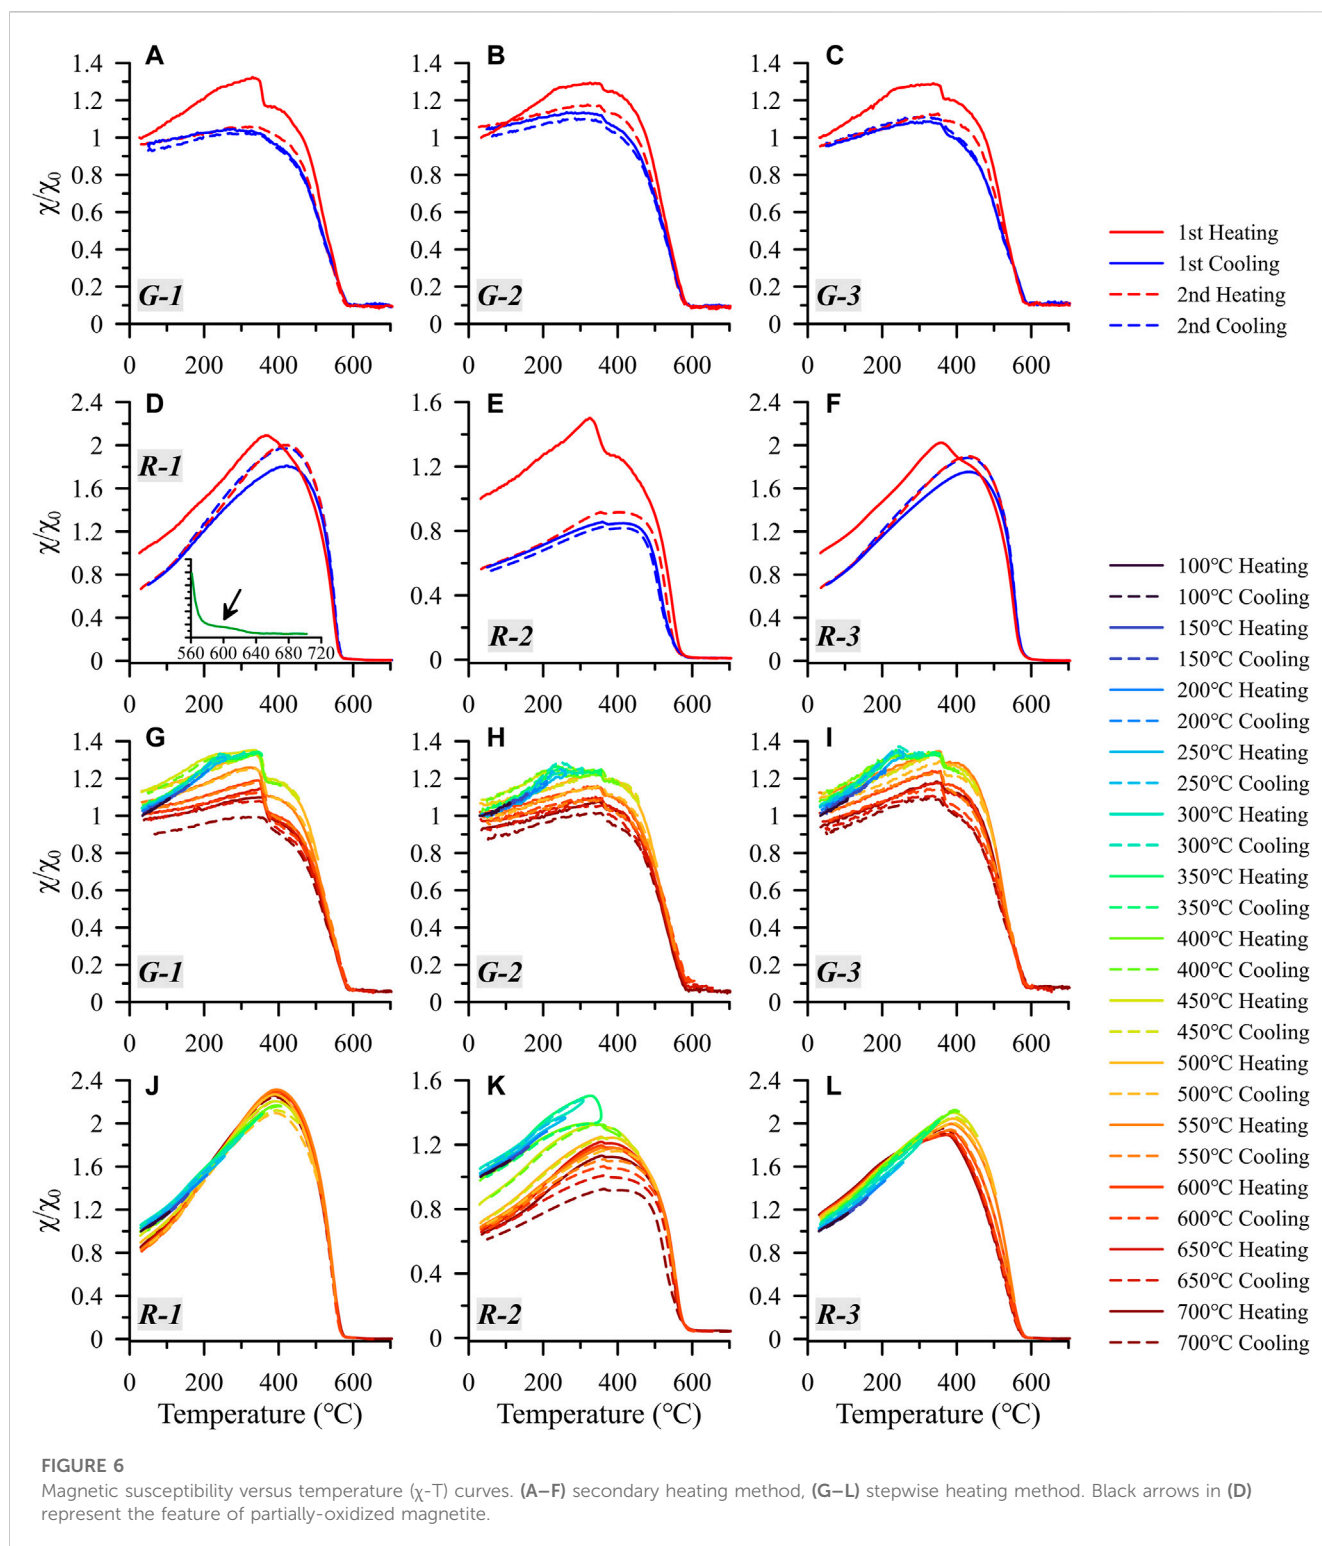 A
B
C
1.4
1.2
1
0.8
0.6
0.4
0.2
0
χ/χ0
G-1
0 200 400 600
1.4
1.2
1
0.8
0.6
0.4
0.2
0
G-2
0 200 400 600
1.4
1.2
1
0.8
0.6
0.4
0.2
0
G-3
0 200 400 600
1st Heating
1st Cooling
2nd Heating
2nd Cooling
D
E
F
2.4
2
1.6
1.2
0.8
0.4
0
χ/χ0
R-1
560 600 640 680 720
0 200 400 600
1.6
1.2
0.8
0.4
0
R-2
0 200 400 600
2.4
2
1.6
1.2
0.8
0.4
0
R-3
0 200 400 600
G
H
I
1.4
1.2
1
0.8
0.6
0.4
0.2
0
χ/χ0
G-1
0 200 400 600
1.4
1.2
1
0.8
0.6
0.4
0.2
0
G-2
0 200 400 600
1.4
1.2
1
0.8
0.6
0.4
0.2
0
G-3
0 200 400 600
J
K
L
2.4
2
1.6
1.2
0.8
0.4
0
χ/χ0
R-1
0 200 400 600
Temperature (°C)
1.6
1.2
0.8
0.4
0
R-2
0 200 400 600
Temperature (°C)
2.4
2
1.6
1.2
0.8
0.4
0
R-3
0 200 400 600
Temperature (°C)
100°C Heating
100°C Cooling
150°C Heating
150°C Cooling
200°C Heating
200°C Cooling
250°C Heating
250°C Cooling
300°C Heating
300°C Cooling
350°C Heating
350°C Cooling
400°C Heating
400°C Cooling
450°C Heating
450°C Cooling
500°C Heating
500°C Cooling
550°C Heating
550°C Cooling
600°C Heating
600°C Cooling
650°C Heating
650°C Cooling
700°C Heating
700°C Cooling
FIGURE 6
Magnetic susceptibility versus temperature (χ-T) curves. (A–F) secondary heating method, (G–L) stepwise heating method. Black arrows in (D)
represent the feature of partially-oxidized magnetite.